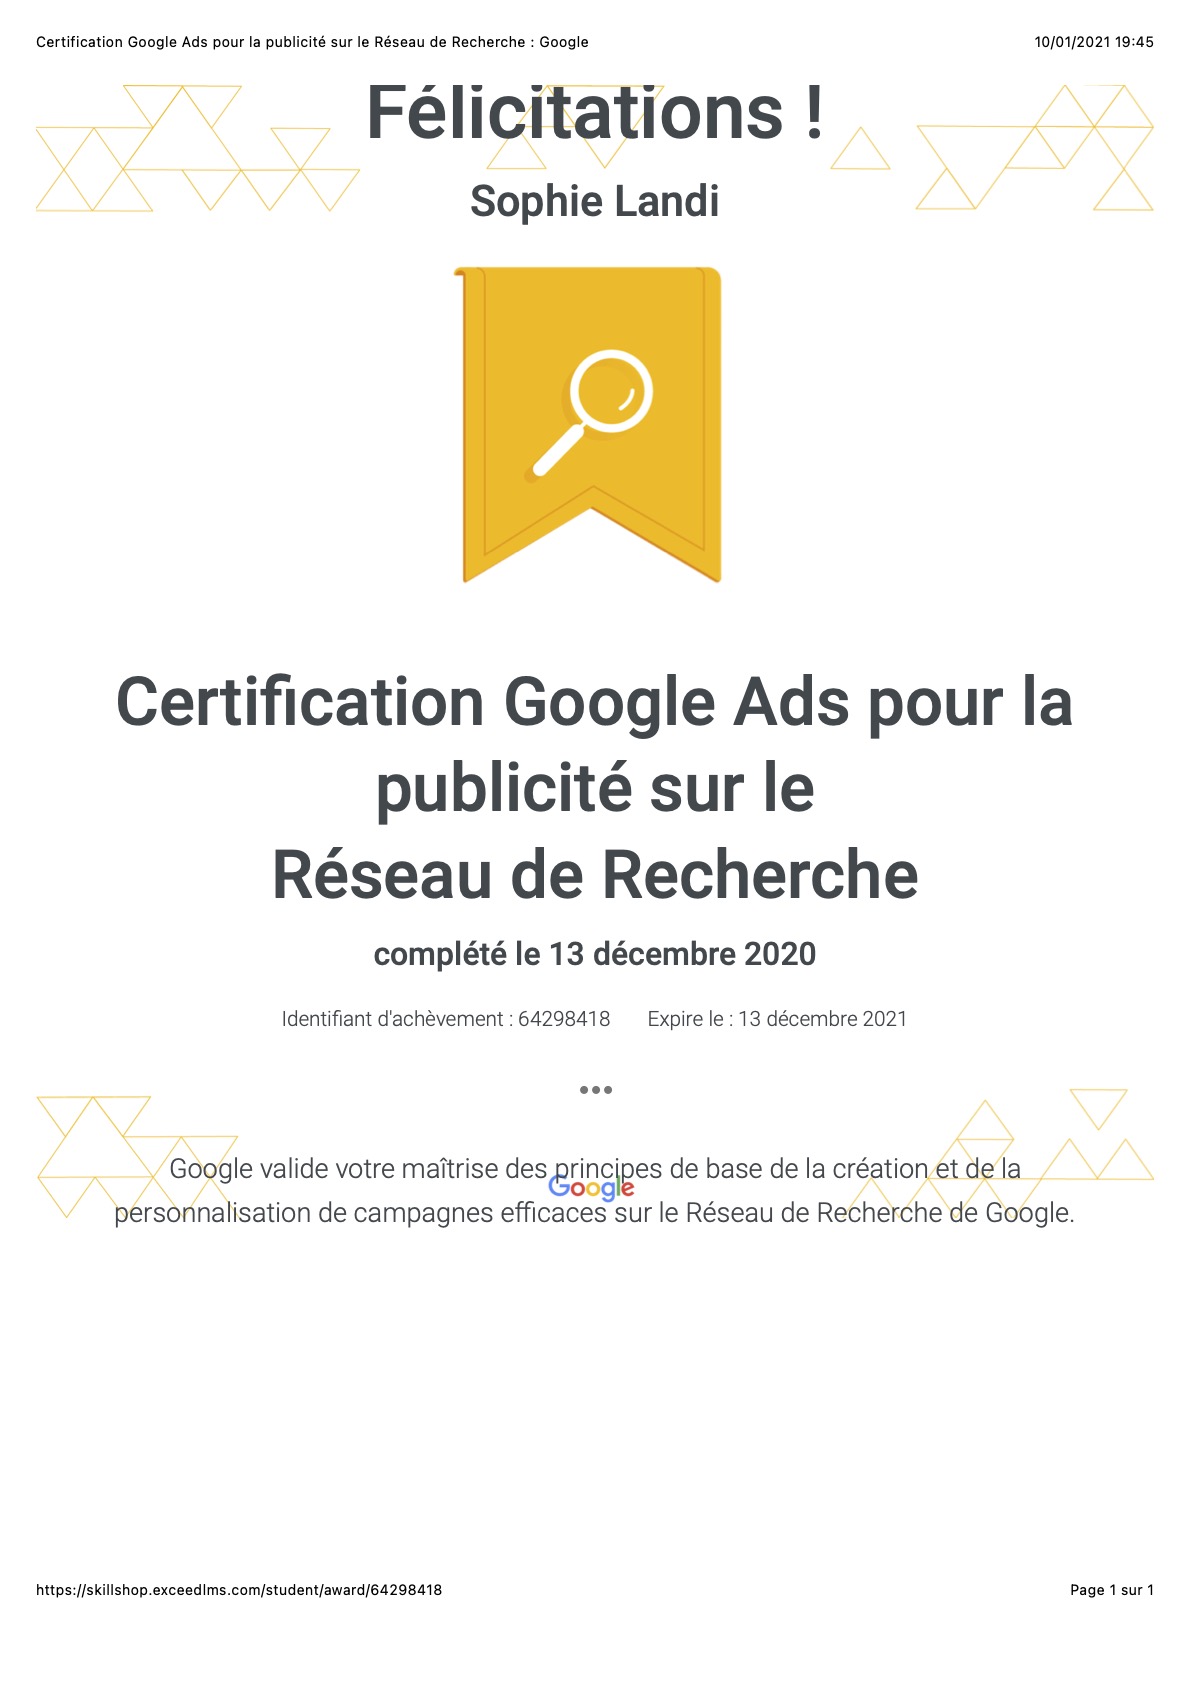 Certification Google Ads pour la publicité sur le Réseau de Recherche : Google
10/01/2021 19:45
Félicitations !
Sophie Landi
Certification Google Ads pour la
publicité sur le
Réseau de Recherche
complété le 13 décembre 2020
Identifiant d'achèvement : 64298418 Expire le : 13 décembre 2021
•••
Google valide votre maîtrise des principes de base de la création et de la
Google
personnalisation de campagnes efficaces sur le Réseau de Recherche de Google.
https://skillshop.exceedlms.com/student/award/64298418
Page 1 sur 1